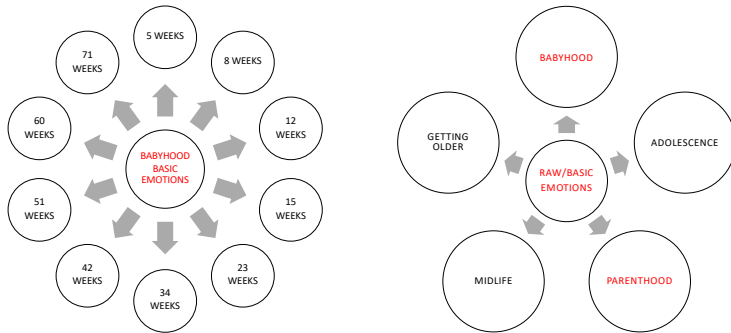 5 WEEKS
8 WEEKS
12
WEEKS
15
WEEKS
23
WEEKS
34
WEEKS
42
WEEKS
51
WEEKS
60
WEEKS
71
WEEKS
BABYHOOD
BASIC
EMOTIONS
BABYHOOD
ADOLESCENCE
PARENTHOOD
MIDLIFE
GETTING
OLDER
RAW/BASIC
EMOTIONS